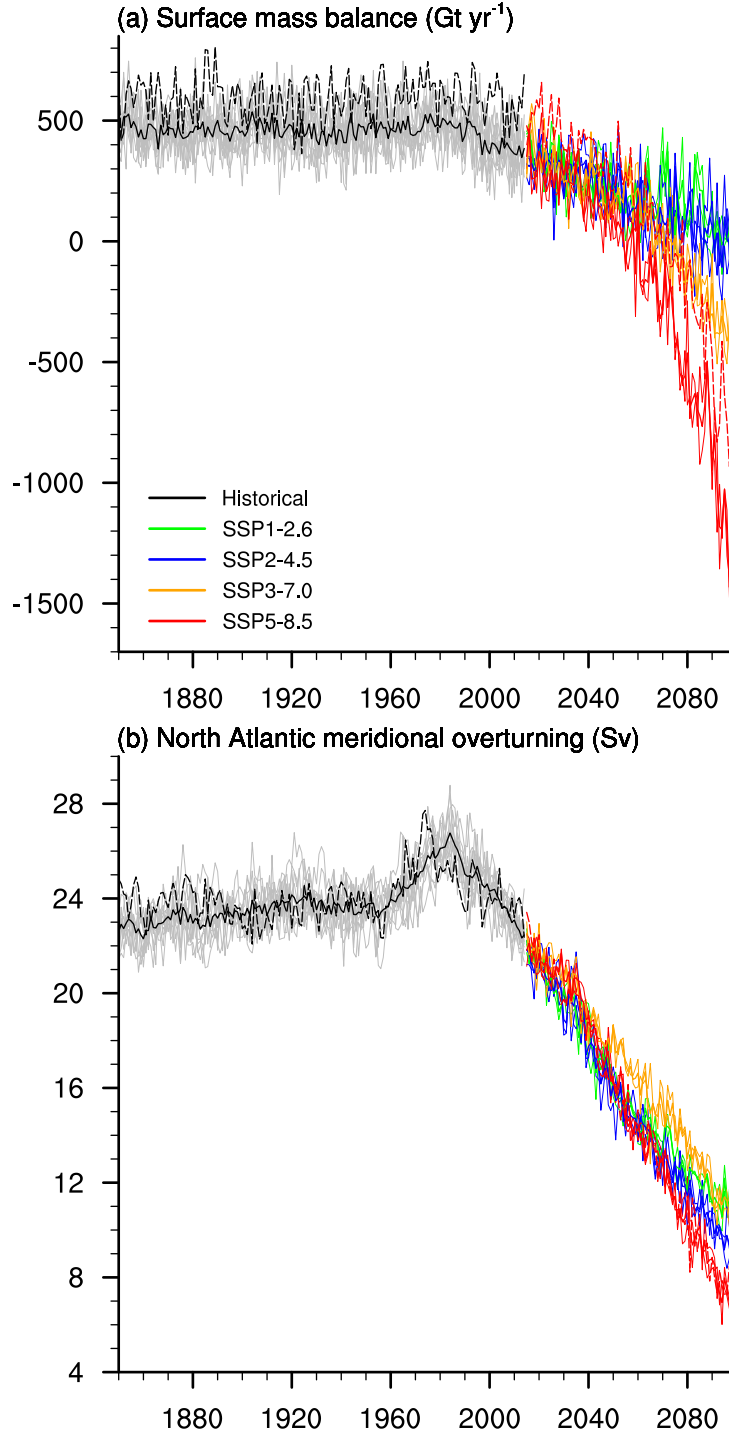 (a) Surface mass balance (Gt yr⁻¹)
500
0
-500
-1000
-1500
Historical
SSP1-2.6
SSP2-4.5
SSP3-7.0
SSP5-8.5
1880 1920 1960 2000 2040 2080
(b) North Atlantic meridional overturning (Sv)
28
24
20
16
12
8
4
1880 1920 1960 2000 2040 2080